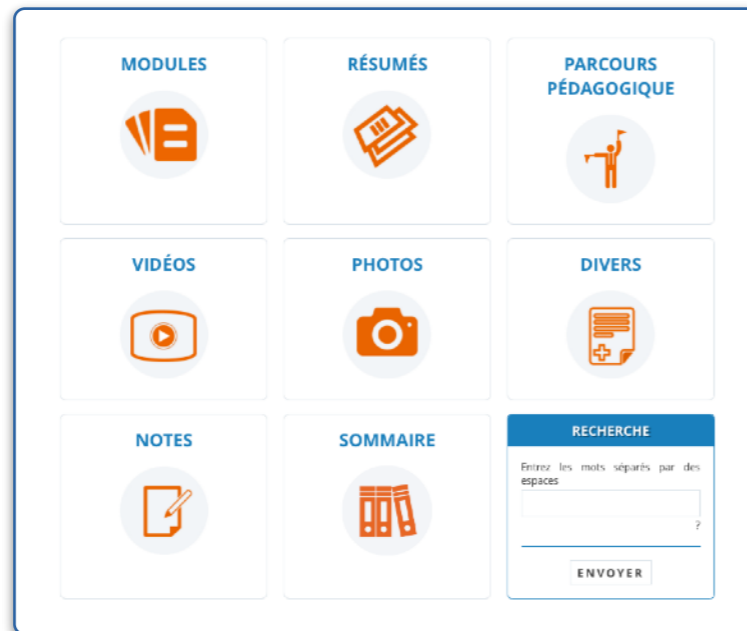 MODULES
RÉSUMÉS
PARCOURS
PÉDAGOGIQUE
VIDÉOS
PHOTOS
DIVERS
NOTES
SOMMAIRE
RECHERCHE
Entrez les mots séparés par des
espaces
?
ENVOYER